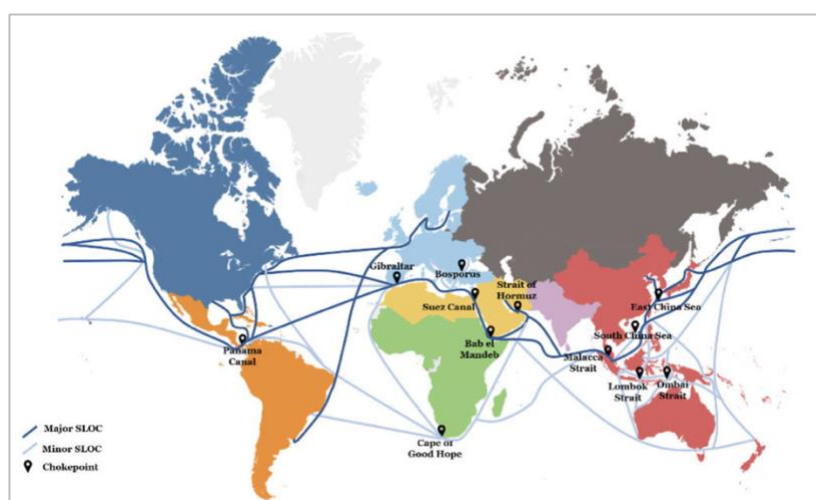 Gibraltar
Bosporus
Strait of
Hormuz
Suez Canal
East China Sea
South China Sea
Bab el
Mandeb
Panama
Canal
Malacca
Strait
Lombok
Strait
Ombai
Strait
Cape of
Good Hope
Major SLOC
Minor SLOC
Chokepoint